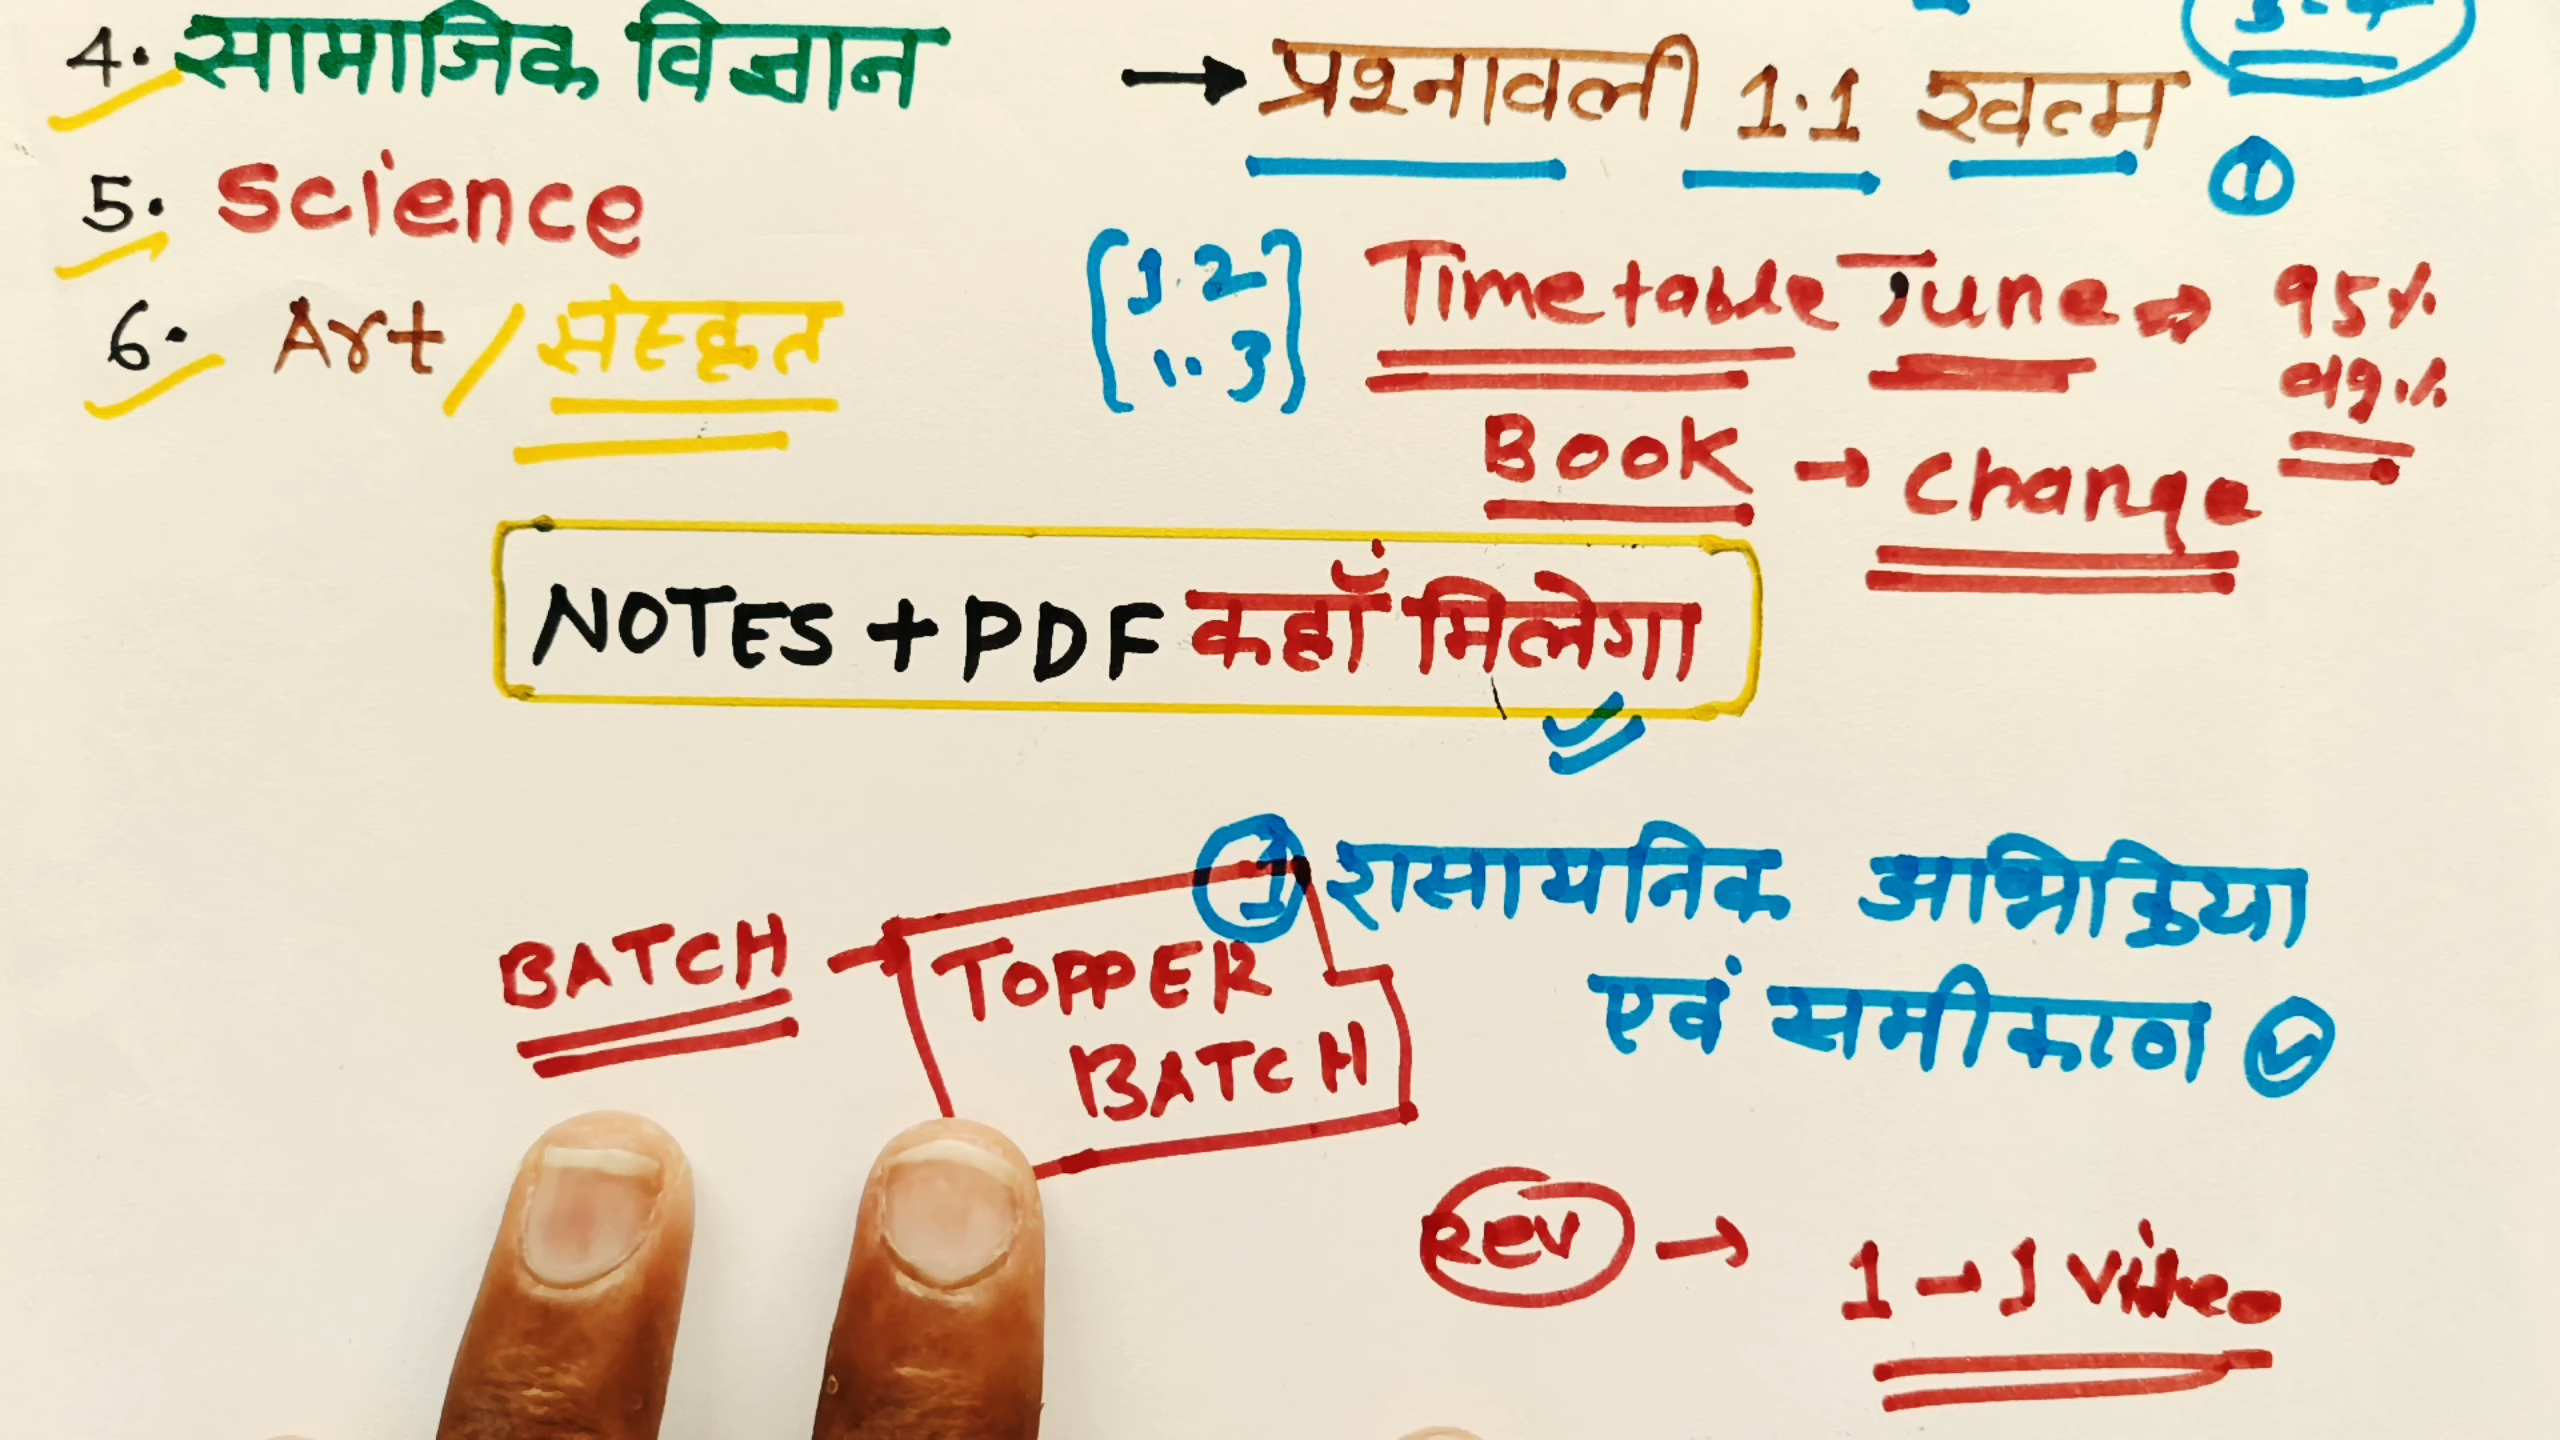 4. सामाजिक विज्ञान
5. Science
6. Art / संस्कृत
→ प्रश्नावली 1.1 खत्म
1
1.2
1.3
Timetable June → 95%
Book → Change
NOTES + PDF कहाँ मिलेगा
BATCH → TOPPER
BATCH
1 रासायनिक अभिक्रिया
एवं समीकरण
REV → 1 - 1 Video